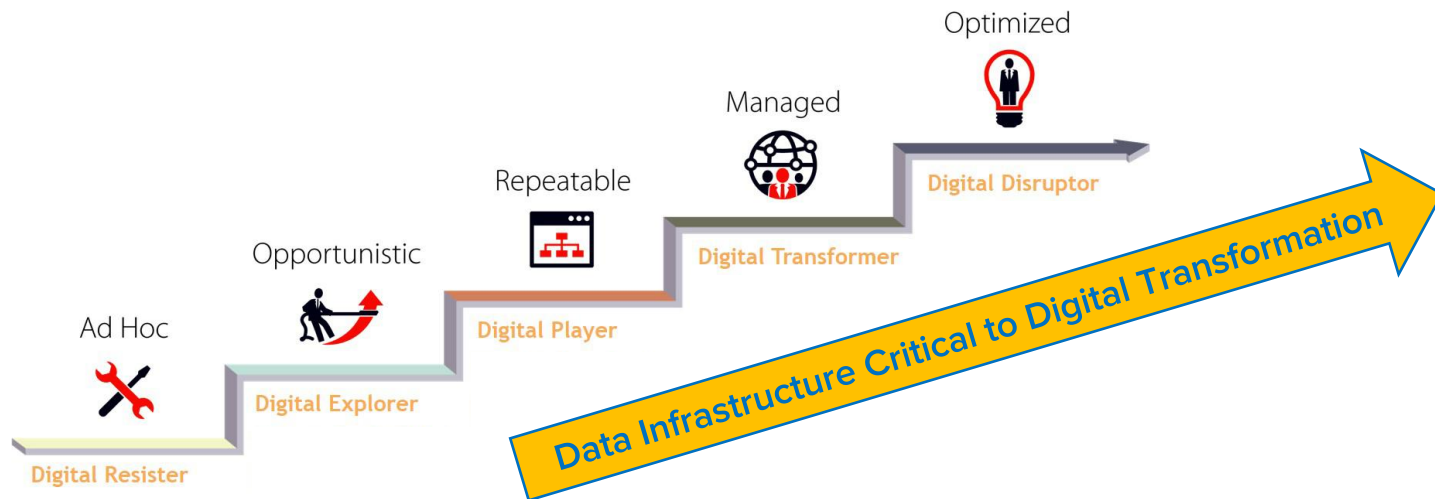 Optimized
Managed
Digital Disruptor
Repeatable
Digital Transformer
Opportunistic
Digital Player
Ad Hoc
Digital Explorer
Digital Resister
Data Infrastructure Critical to Digital Transformation